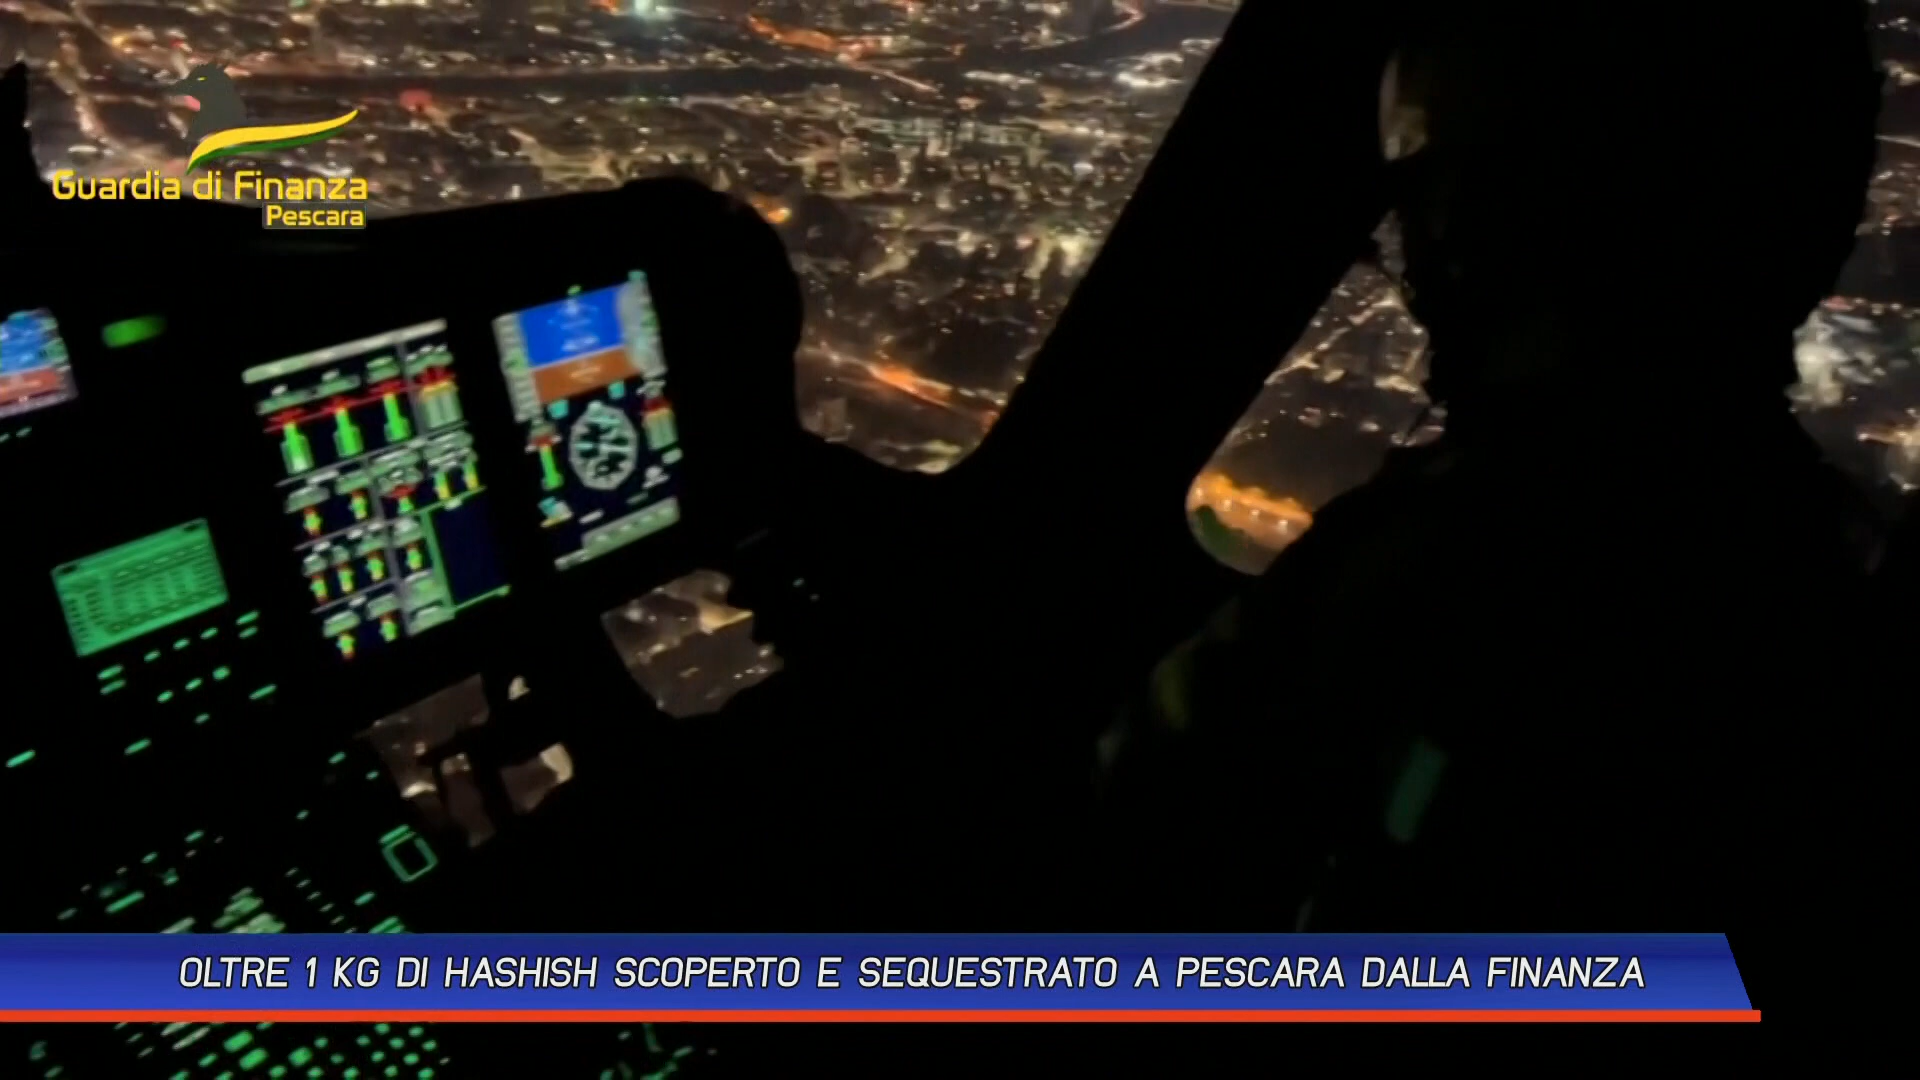 Guardia di Finanza
Pescara
OLTRE 1 KG DI HASHISH SCOPERTO E SEQUESTRATO A PESCARA DALLA FINANZA